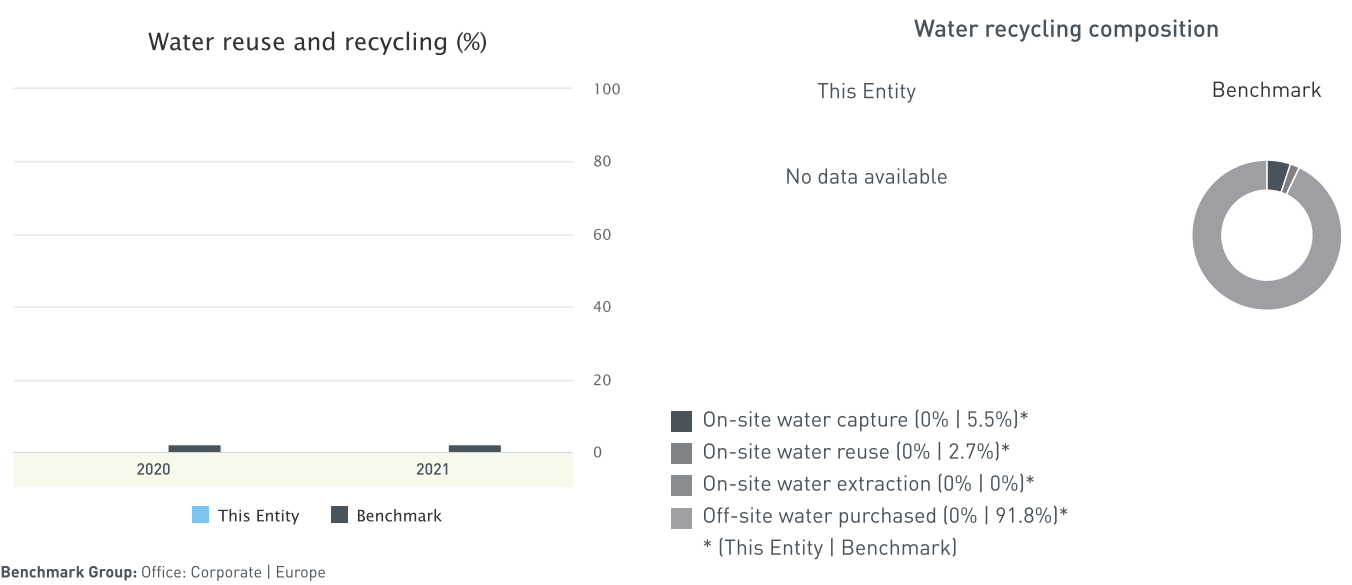 Water reuse and recycling (%)
100
80
60
40
20
0
2020 2021
This Entity Benchmark
Benchmark Group: Office: Corporate | Europe
Water recycling composition
This Entity Benchmark
No data available
On-site water capture (0% | 5.5%)*
On-site water reuse (0% | 2.7%)*
On-site water extraction (0% | 0%)*
Off-site water purchased (0% | 91.8%)*
* (This Entity | Benchmark)